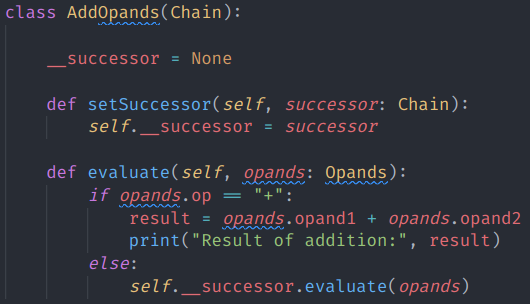 class AddOpands(Chain):
__successor = None
def setSuccessor(self, successor: Chain):
self.__successor = successor
def evaluate(self, opands: Opands):
if opands.op == "+":
result = opands.opand1 + opands.opand2
print("Result of addition:", result)
else:
self.__successor.evaluate(opands)